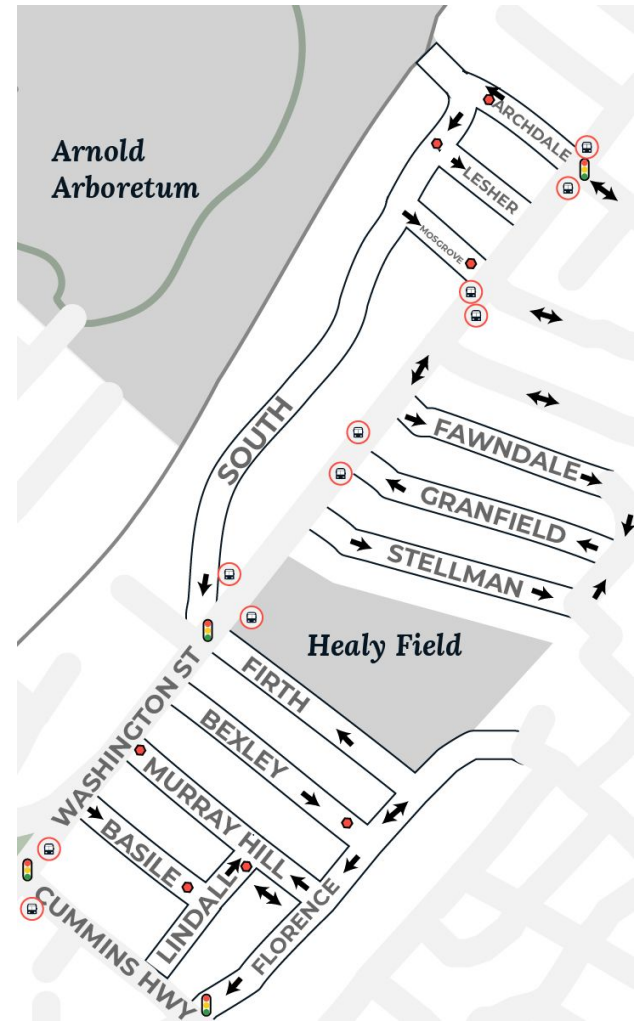 Arnold
Arboretum
ARCHDALE
LESHER
MOSGROVE
SOUTH
FAWNDALE
GRANFIELD
STELLMAN
Healy Field
WASHINGTON ST
FIRTH
BEXLEY
MURRAY HILL
BASILE
LINDALL
FLORENCE
CUMMINS HWY